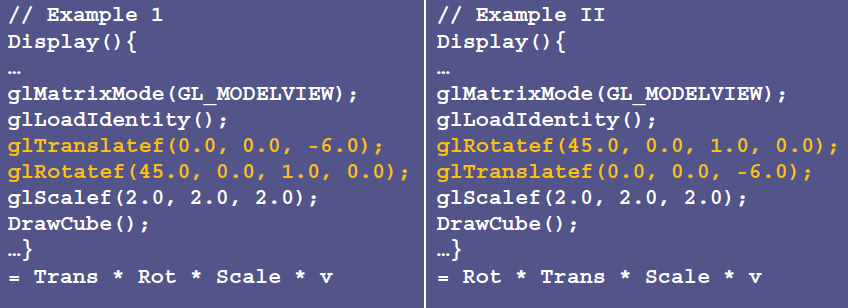 // Example 1
Display(){
…
glMatrixMode(GL_MODELVIEW);
glLoadIdentity();
glTranslatef(0.0, 0.0, -6.0);
glRotatef(45.0, 0.0, 1.0, 0.0);
glScalef(2.0, 2.0, 2.0);
DrawCube();
…}
= Trans * Rot * Scale * v
// Example II
Display(){
…
glMatrixMode(GL_MODELVIEW);
glLoadIdentity();
glRotatef(45.0, 0.0, 1.0, 0.0);
glTranslatef(0.0, 0.0, -6.0);
glScalef(2.0, 2.0, 2.0);
DrawCube();
…}
= Rot * Trans * Scale * v